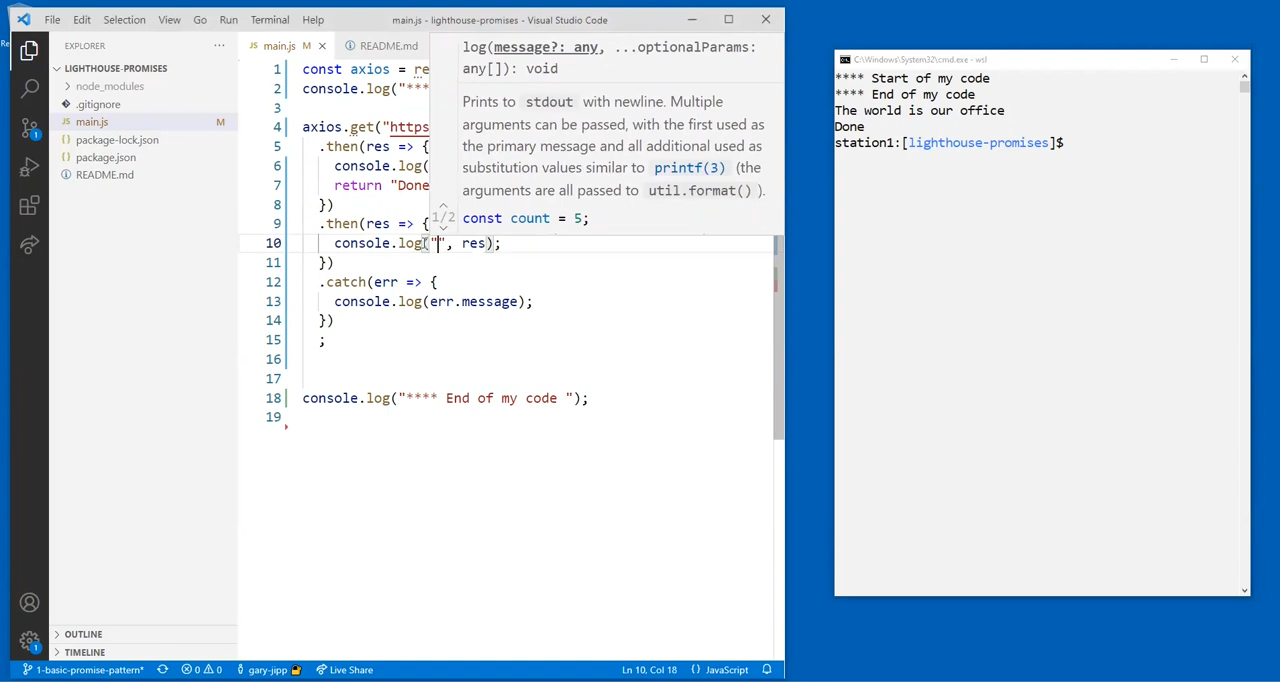 File Edit Selection View Go Run Terminal Help
main.js - lighthouse-promises - Visual Studio Code
EXPLORER
LIGHTHOUSE-PROMISES
node_modules
.gitignore
JS main.js M
{} package-lock.json
{} package.json
README.md
OUTLINE
TIMELINE
1
1
JS main.js M
README.md
1 const axios = re
2 console.log("***
3
4 axios.get("https
5 .then(res => {
6 console.log(
7 return "Done
8 })
9 .then(res => {
10 console.log("", res);
11 })
12 .catch(err => {
13 console.log(err.message);
14 })
15 ;
16
17
18 console.log("**** End of my code ");
19
log(message?: any, ...optionalParams:
any[]): void
Prints to stdout with newline. Multiple
arguments can be passed, with the first used as
the primary message and all additional used as
substitution values similar to printf(3) (the
arguments are all passed to util.format() ).
1/2 const count = 5;
1-basic-promise-pattern* 0 0 gary-jipp Live Share Ln 10, Col 18 {} JavaScript
C:\Windows\System32\cmd.exe - wsl
**** Start of my code
**** End of my code
The world is our office
Done
station1:[lighthouse-promises]$